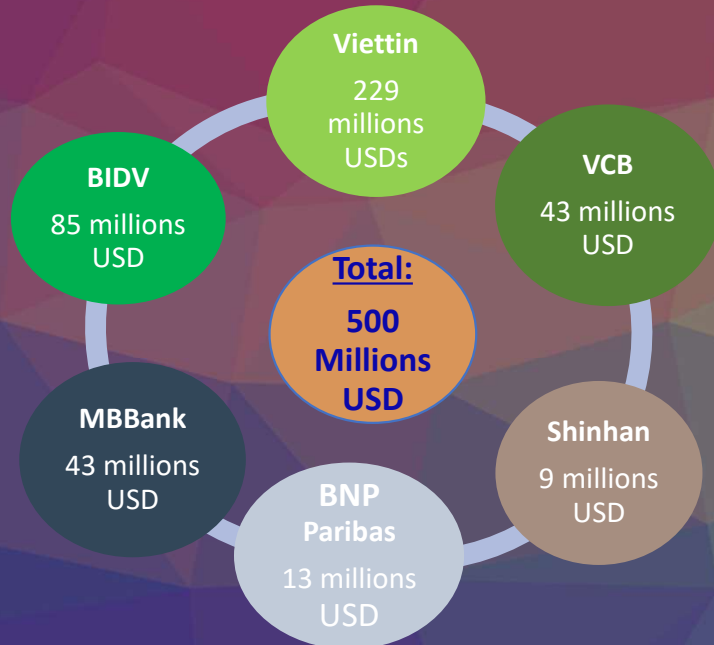 Viettin
229
millions
USDs
VCB
43 millions
USD
Shinhan
9 millions
USD
BNP
Paribas
13 millions
USD
MBBank
43 millions
USD
BIDV
85 millions
USD
Total:
500
Millions
USD